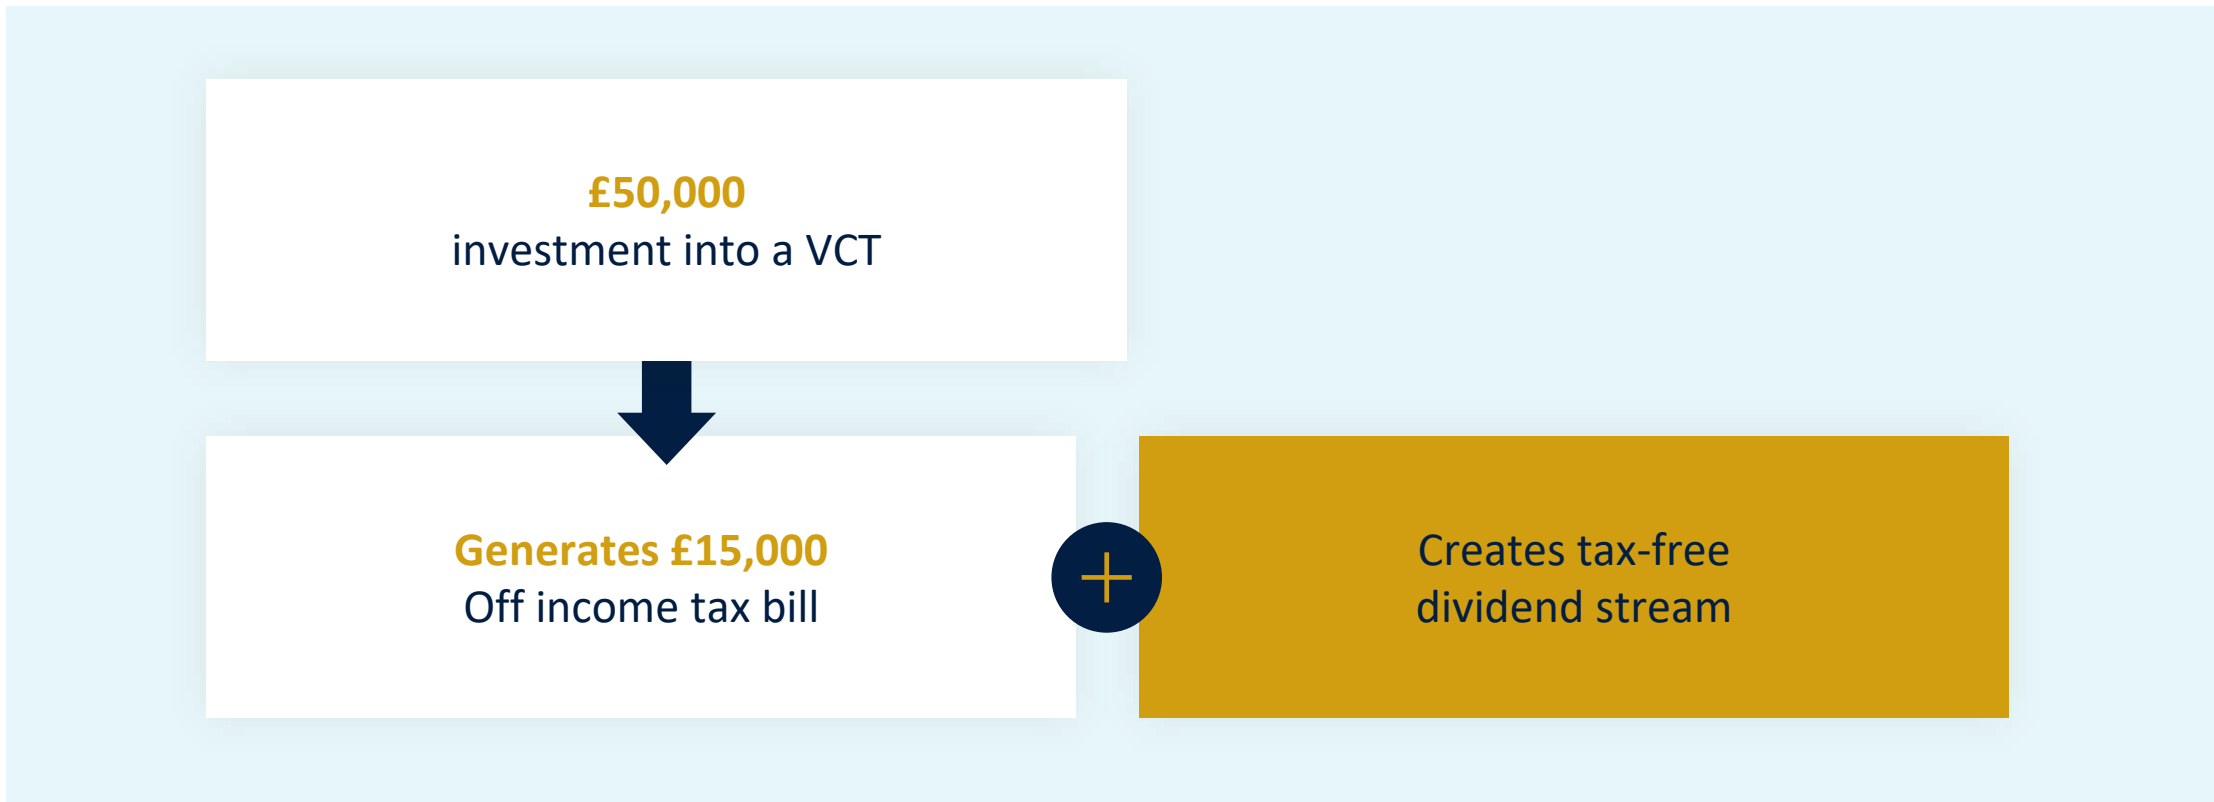 £50,000
investment into a VCT
Generates £15,000
Off income tax bill
Creates tax-free
dividend stream